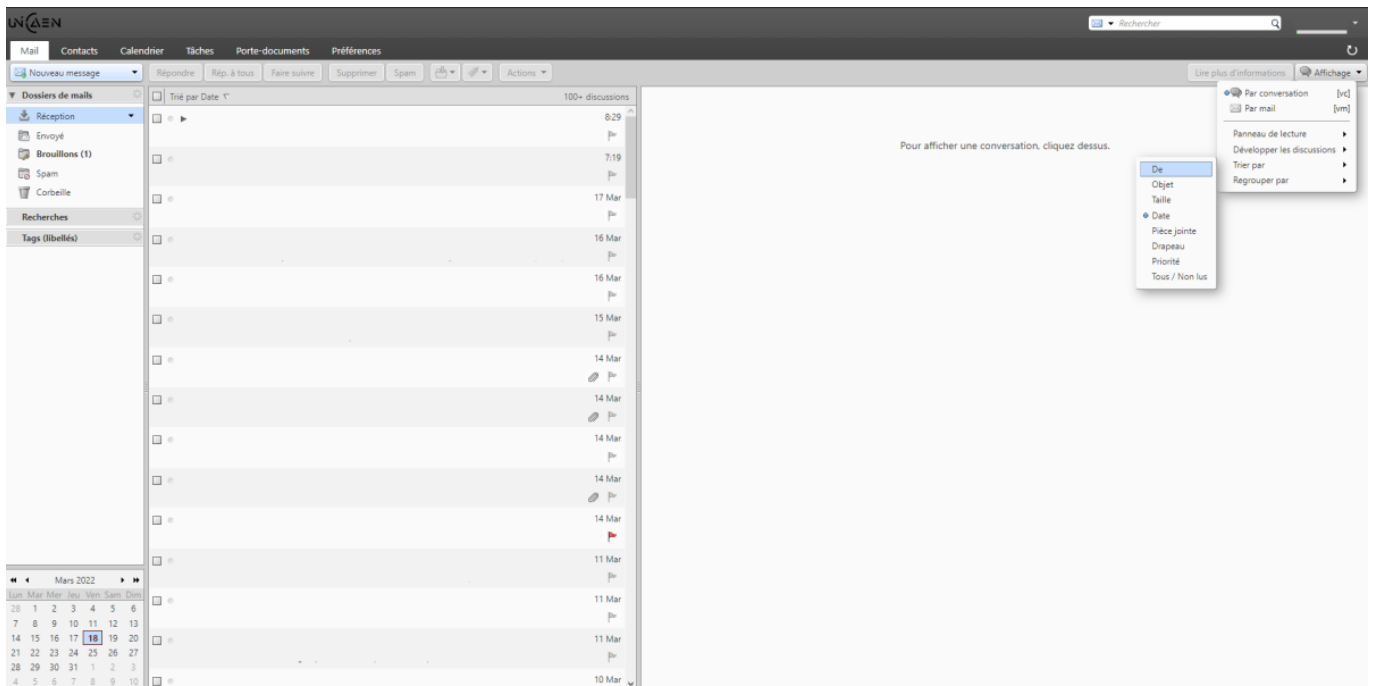 UNICAEN
Rechercher
Mail Contacts Calendrier Tâches Porte-documents Préférences
Nouveau message Répondre Rép. à tous Faire suivre Supprimer Spam Actions Lire plus d'informations Affichage
Dossiers de mails
Réception
Envoyé
Brouillons (1)
Spam
Corbeille
Recherches
Tags (libellés)
Trié par Date 100+ discussions
8:29
7:19
17 Mar
16 Mar
16 Mar
15 Mar
14 Mar
14 Mar
14 Mar
14 Mar
14 Mar
11 Mar
11 Mar
11 Mar
10 Mar
Pour afficher une conversation, cliquez dessus.
Par conversation [vc]
Par mail [vm]
Panneau de lecture
Développer les discussions
Trier par
Regrouper par
De
Objet
Taille
Date
Pièce jointe
Drapeau
Priorité
Tous / Non lus
Mars 2022
Lun Mar Mer Jeu Ven Sam Dim
28 1 2 3 4 5 6
7 8 9 10 11 12 13
14 15 16 17 18 19 20
21 22 23 24 25 26 27
28 29 30 31 1 2 3
4 5 6 7 8 9 10